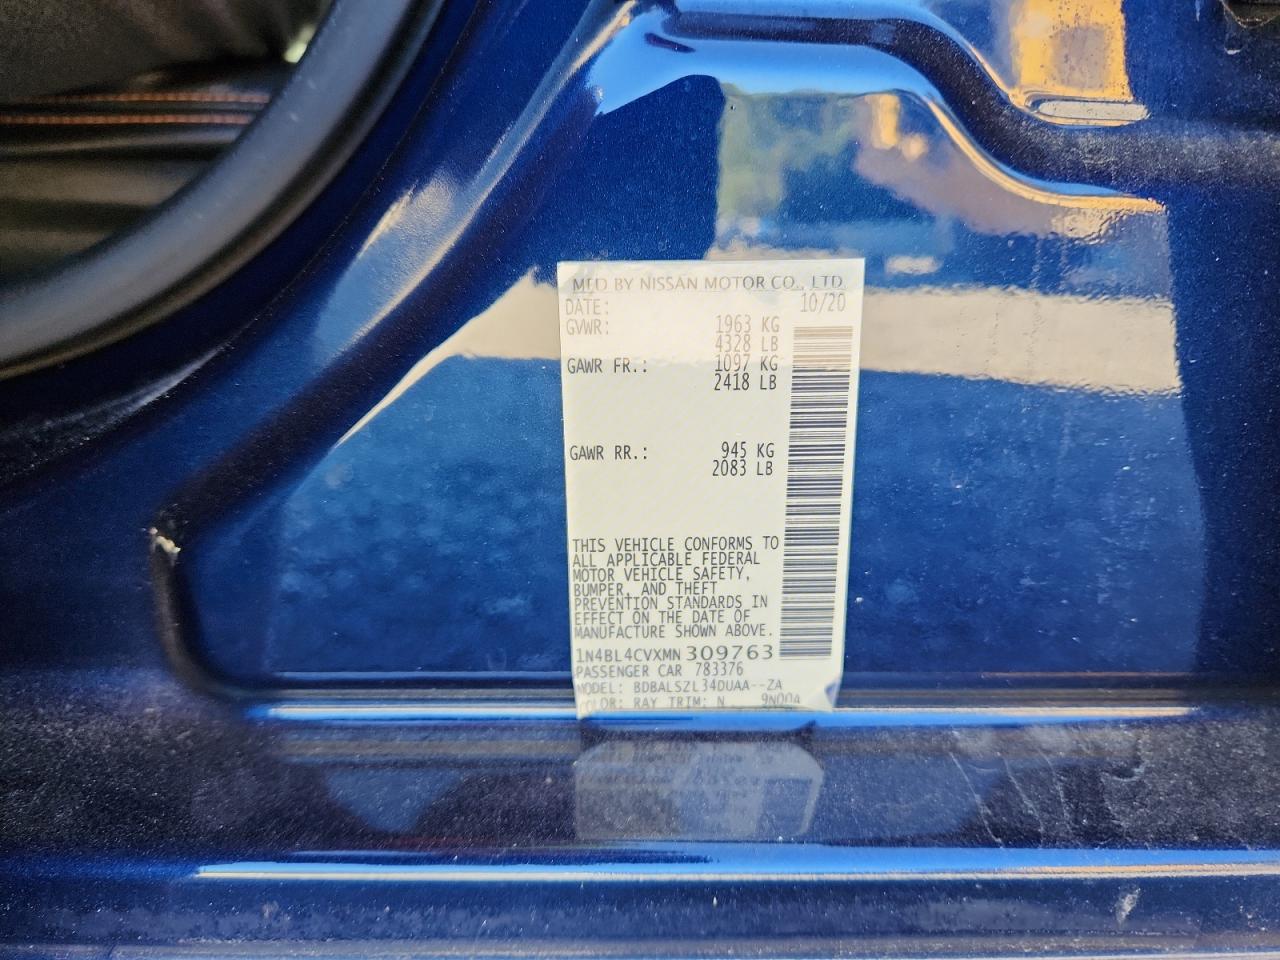 MFD BY NISSAN MOTOR CO., LTD.
DATE: 10/20
GVWR: 1963 KG
4328 LB
GAWR FR.: 1097 KG
2418 LB
GAWR RR.: 945 KG
2083 LB
THIS VEHICLE CONFORMS TO
ALL APPLICABLE FEDERAL
MOTOR VEHICLE SAFETY,
BUMPER, AND THEFT
PREVENTION STANDARDS IN
EFFECT ON THE DATE OF
MANUFACTURE SHOWN ABOVE.
1N4BL4CVXMN309763
PASSENGER CAR 783376
MODEL: BDBALSZL34DUAA--ZA
COLOR: RAY TRIM: N